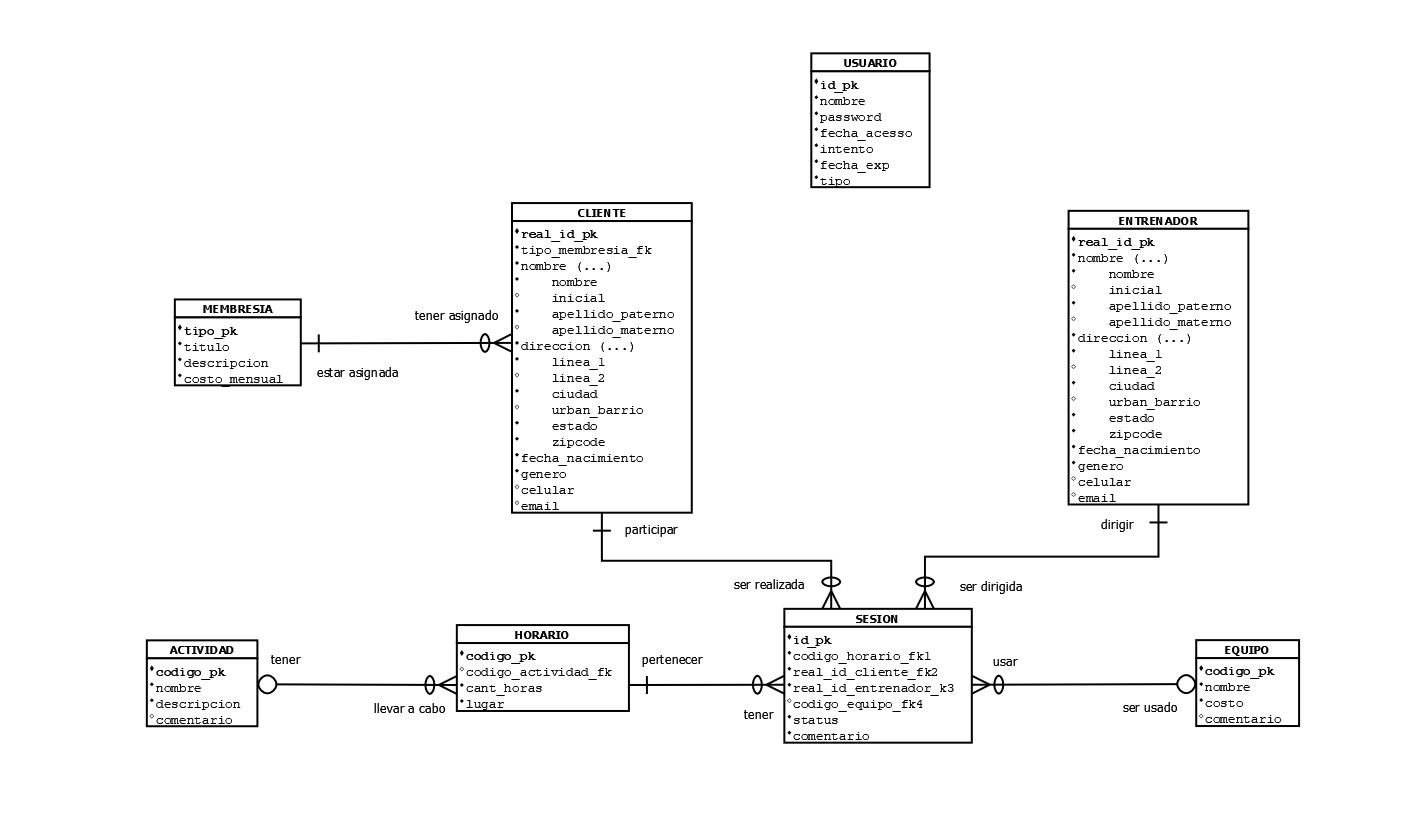 USUARIO
id_pk
nombre
password
fecha_acesso
intento
fecha_exp
tipo
CLIENTE
real_id_pk
tipo_membresia_fk
nombre (...)
nombre
inicial
apellido_paterno
apellido_materno
direccion (...)
linea_1
linea_2
ciudad
urban_barrio
estado
zipcode
fecha_nacimiento
genero
celular
email
ENTRENADOR
real_id_pk
nombre (...)
nombre
inicial
apellido_paterno
apellido_materno
direccion (...)
linea_1
linea_2
ciudad
urban_barrio
estado
zipcode
fecha_nacimiento
genero
celular
email
MEMBRESIA
tipo_pk
titulo
descripcion
costo_mensual
tener asignado
estar asignada
participar
dirigir
ser realizada
ser dirigida
ACTIVIDAD
codigo_pk
nombre
descripcion
comentario
tener
llevar a cabo
HORARIO
codigo_pk
codigo_actividad_fk
cant_horas
lugar
pertenecer
tener
SESION
id_pk
codigo_horario_fk1
real_id_cliente_fk2
real_id_entrenador_k3
codigo_equipo_fk4
status
comentario
usar
ser usado
EQUIPO
codigo_pk
nombre
costo
comentario